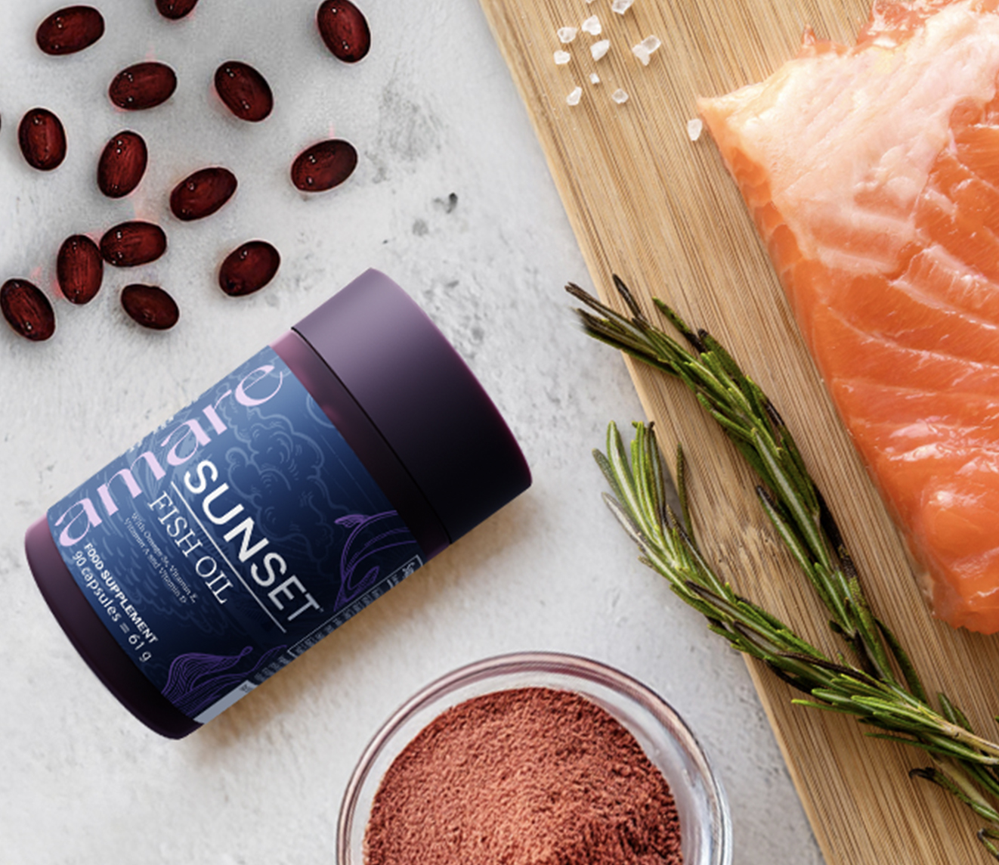 amare
SUNSET
FISH OIL
With Omega-3s, Vitamin E,
Vitamin A and Vitamin D
FOOD SUPPLEMENT
90 capsules = 61 g